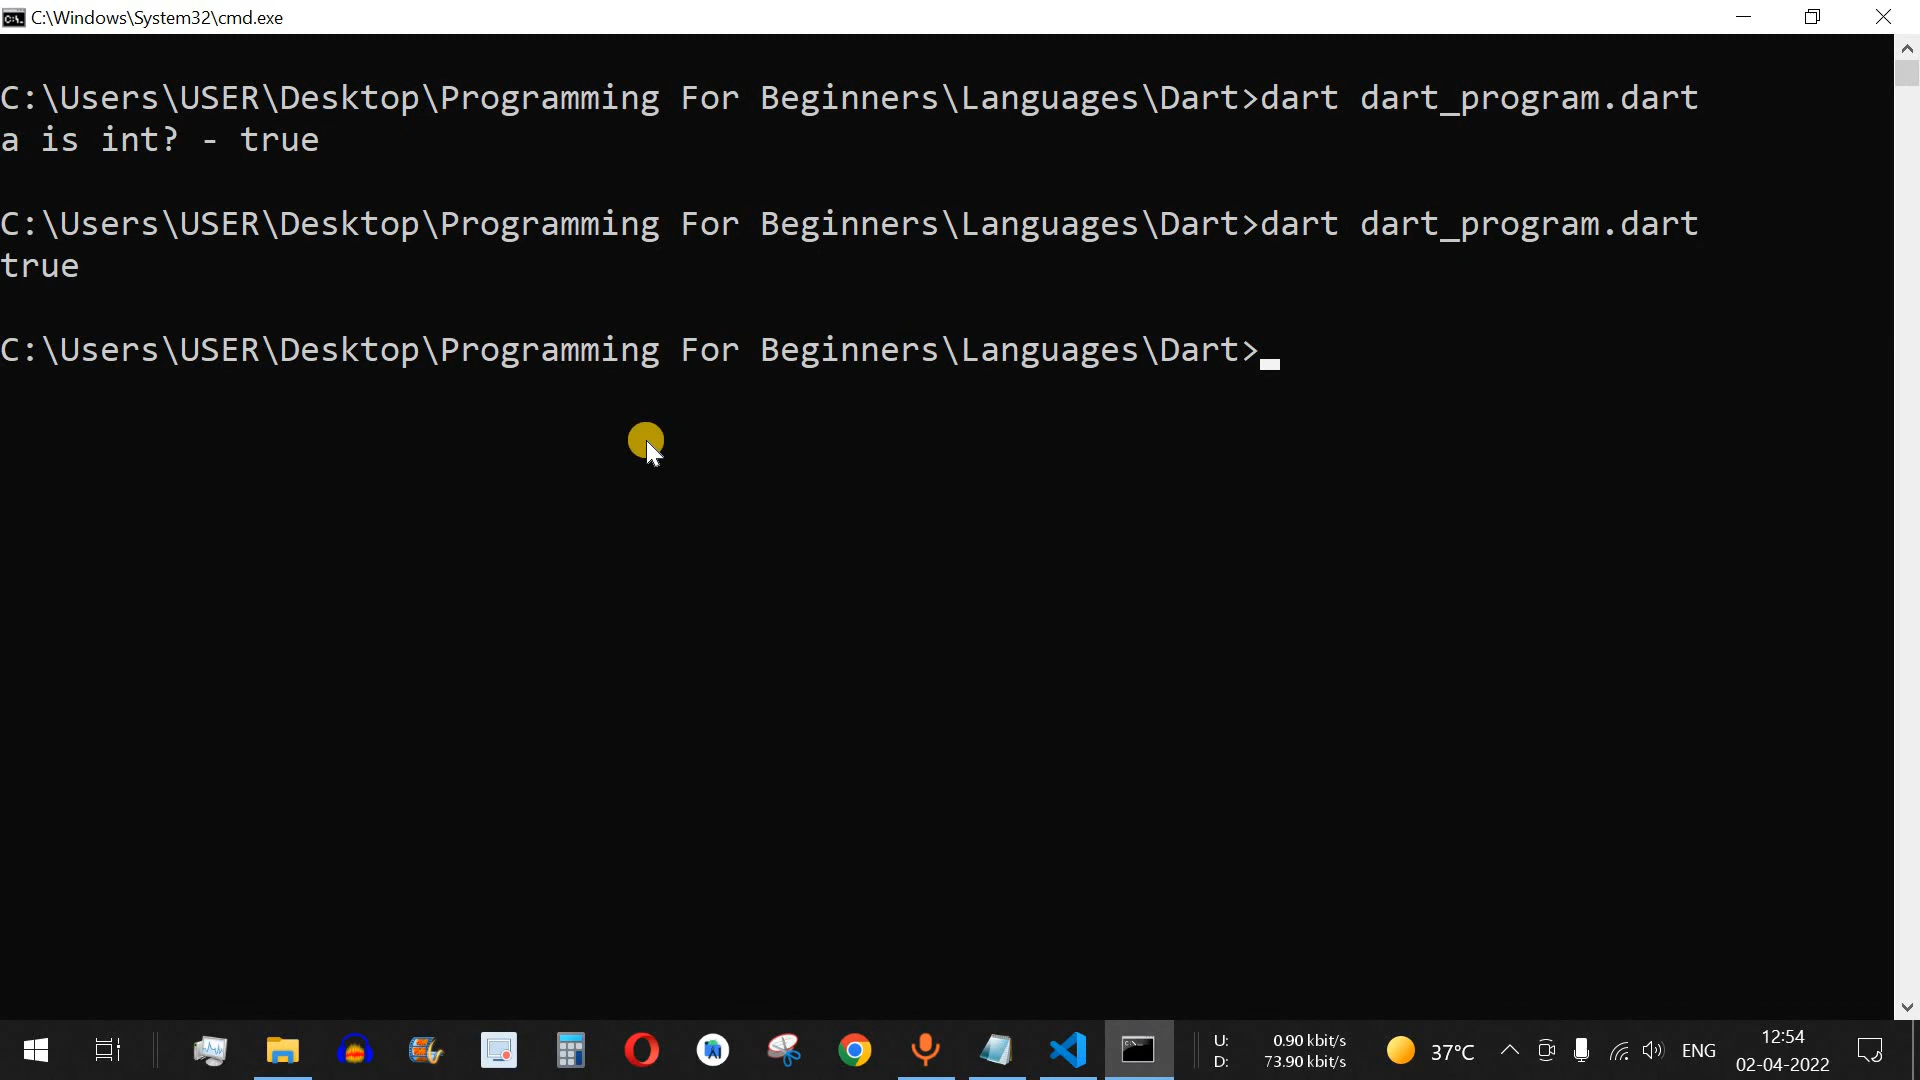 C:\Windows\System32\cmd.exe
C:\Users\USER\Desktop\Programming For Beginners\Languages\Dart>dart dart_program.dart
a is int? - true
C:\Users\USER\Desktop\Programming For Beginners\Languages\Dart>dart dart_program.dart
true
C:\Users\USER\Desktop\Programming For Beginners\Languages\Dart>
U: 0.90 kbit/s
D: 73.90 kbit/s
37°C
ENG
12:54
02-04-2022